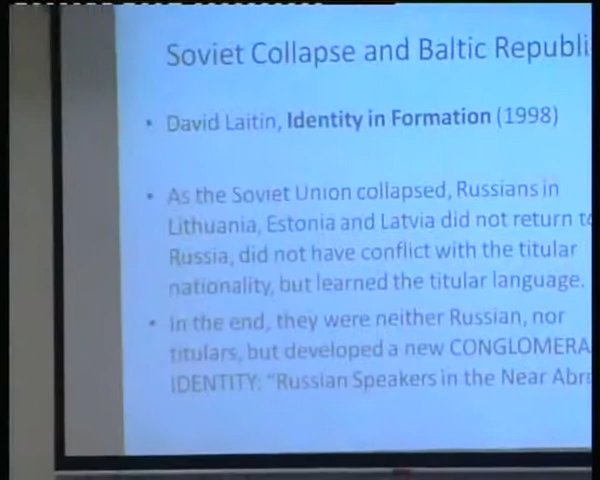 Soviet Collapse and Baltic Republi
• David Laitin, Identity in Formation (1998)
• As the Soviet Union collapsed, Russians in
Lithuania, Estonia and Latvia did not return to
Russia, did not have conflict with the titular
nationality, but learned the titular language.
• In the end, they were neither Russian, nor
titulars, but developed a new CONGLOMERA
IDENTITY: "Russian Speakers in the Near Abr